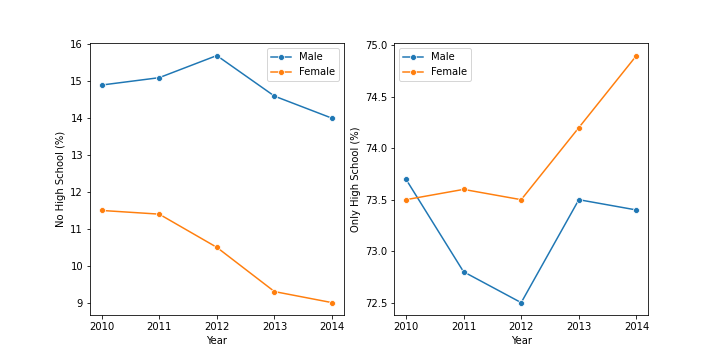 No High School (%)
16
15
14
13
12
11
10
9
2010 2011 2012 2013 2014
Year
Male
Female
Only High School (%)
75.0
74.5
74.0
73.5
73.0
72.5
2010 2011 2012 2013 2014
Year
Male
Female